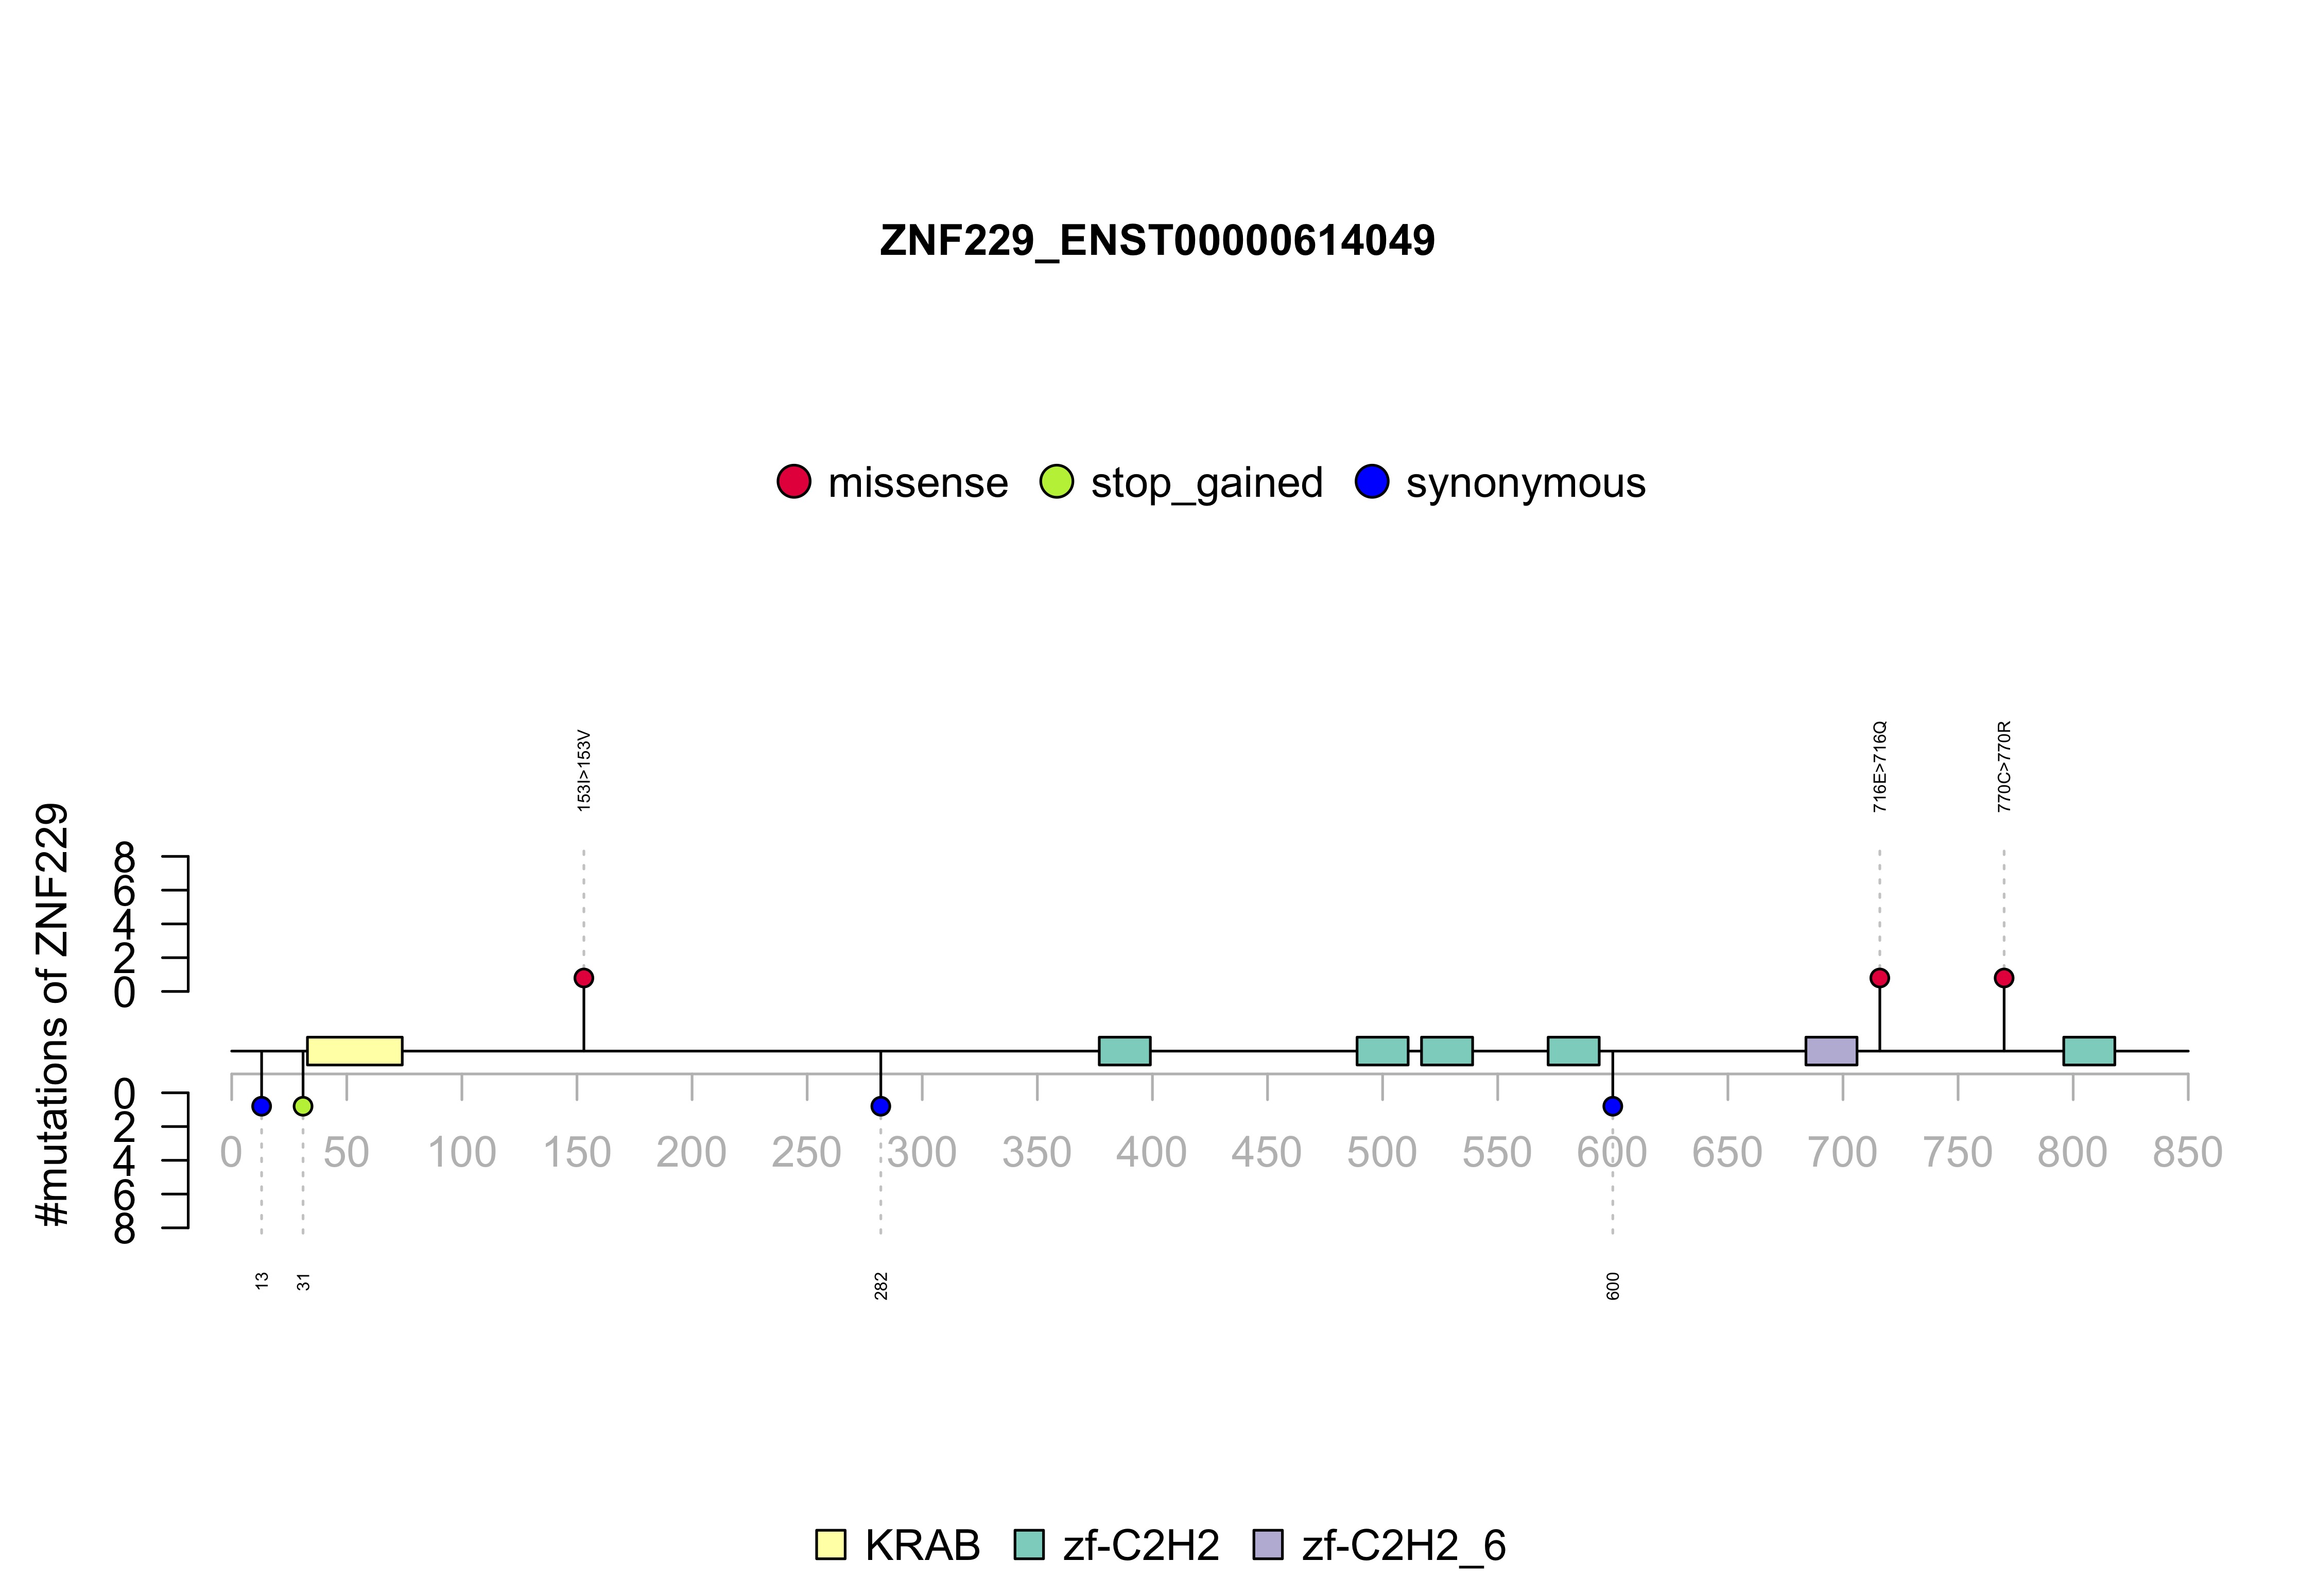 ZNF229_ENST00000614049
missense stop_gained synonymous
153I>153V 716E>716Q 770C>770R
#mutations of ZNF229
8
6
4
2
0
0
2
4
6
8
0 50 100 150 200 250 300 350 400 450 500 550 600 650 700 750 800 850
13 31 282 600
KRAB zf-C2H2 zf-C2H2_6